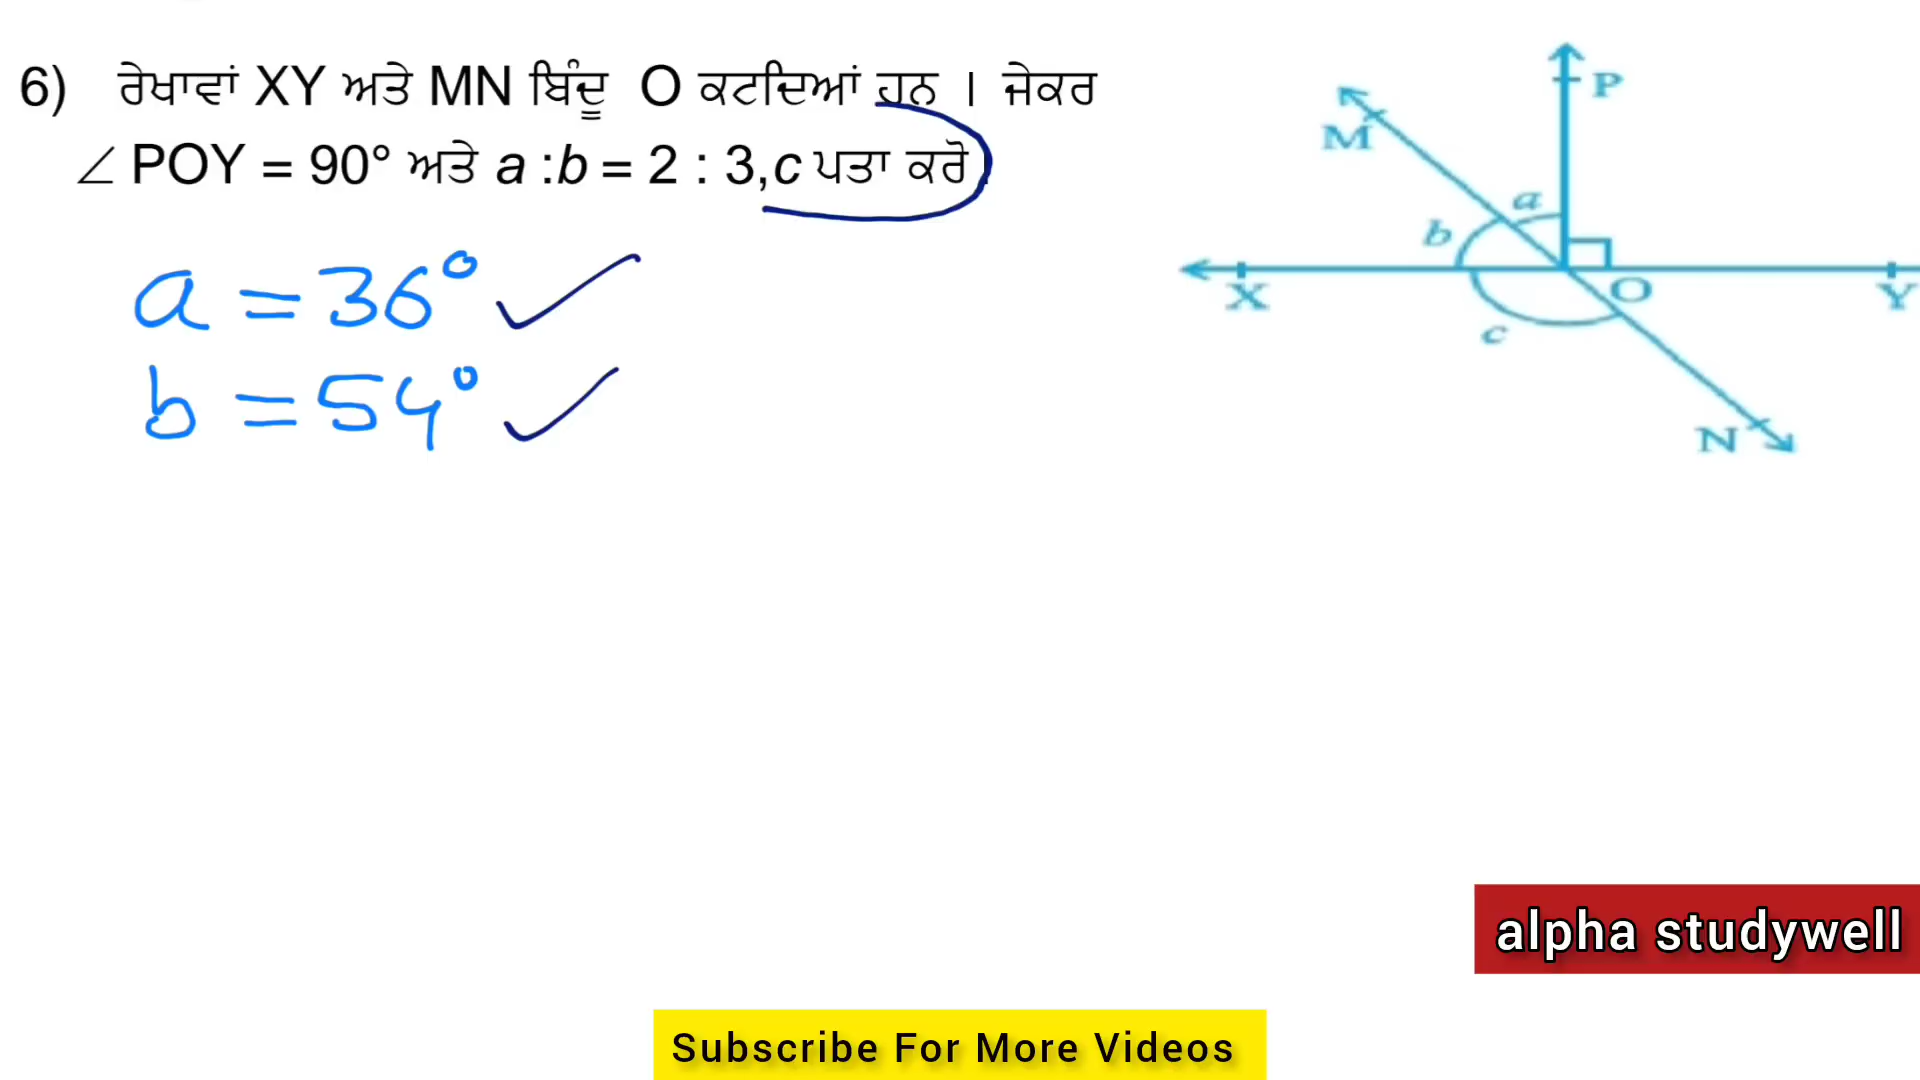 6) ਰੇਖਾਵਾਂ XY ਅਤੇ MN ਬਿੰਦੂ O ਕਟਦਿਆਂ ਹਨ । ਜੇਕਰ
∠ POY = 90° ਅਤੇ a :b = 2 : 3,c ਪਤਾ ਕਰੋ
a = 36°
b = 54°
P
M
a
b
X
O
Y
c
N
alpha studywell
Subscribe For More Videos